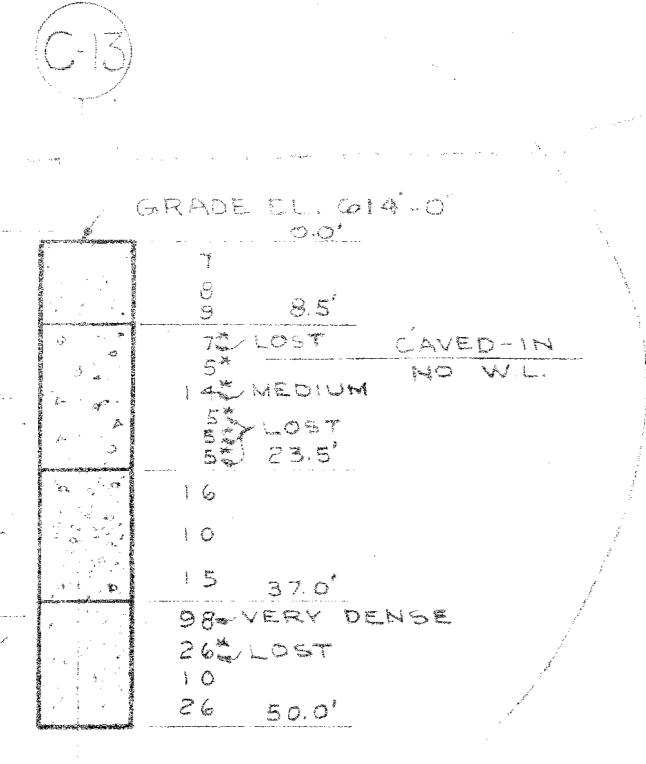 C-13
GRADE EL. 614'-0"
0.0'
7
8
9 8.5'
7* LOST
5*
CAVED-IN
NO W.L.
14* MEDIUM
5*
5* LOST
5* 23.5'
16
10
15 37.0'
98 VERY DENSE
26* LOST
10
26 50.0'